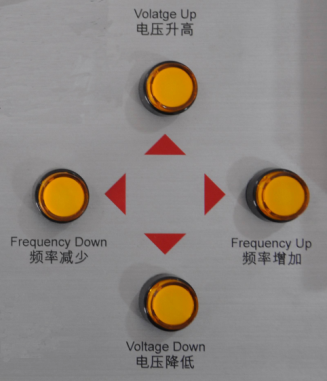 Volatge Up
电压升高
Frequency Down
频率减少
Frequency Up
频率增加
Voltage Down
电压降低